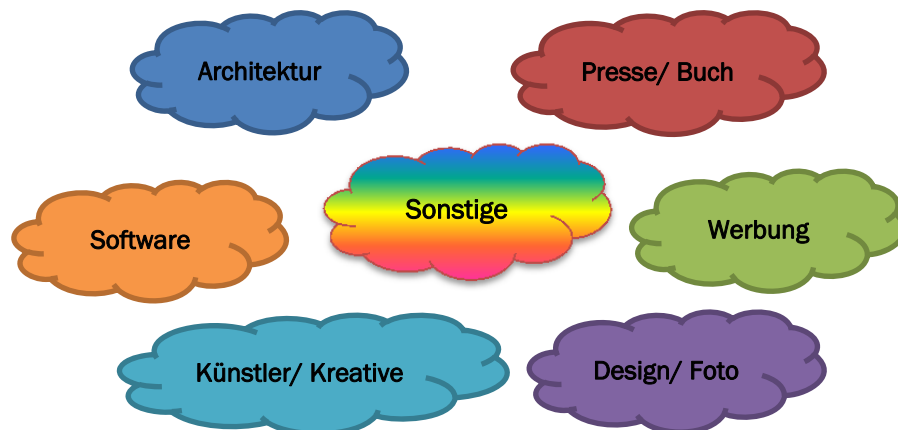 Architektur
Presse/ Buch
Sonstige
Software
Werbung
Künstler/ Kreative
Design/ Foto